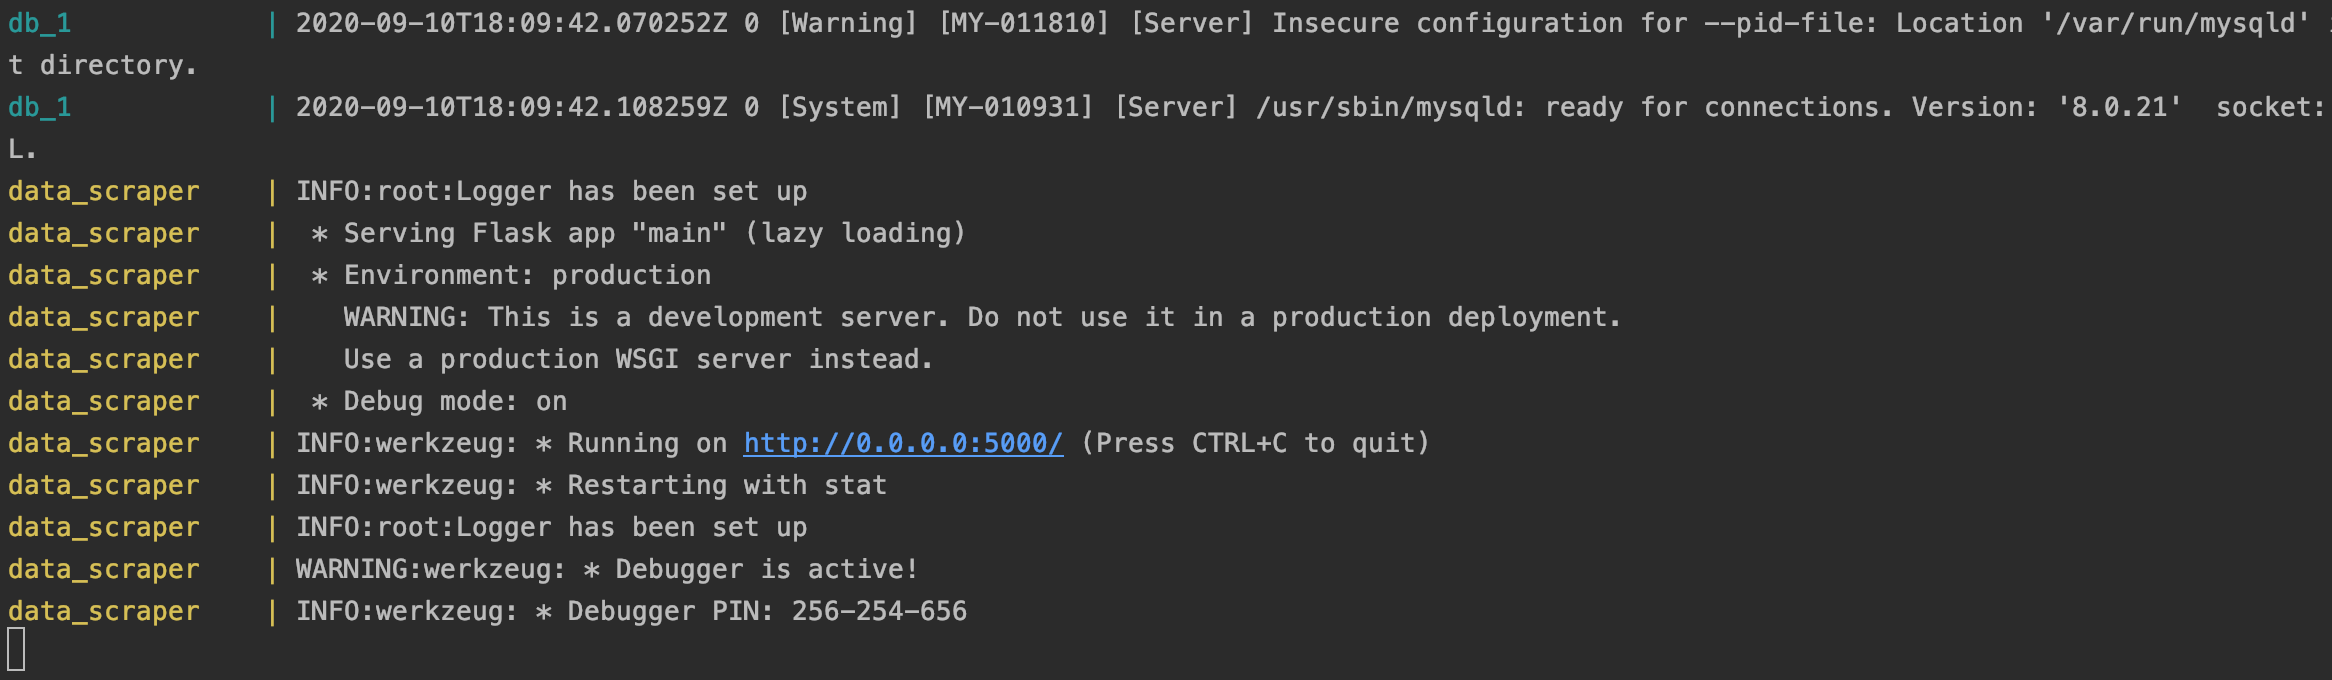 db_1 | 2020-09-10T18:09:42.070252Z 0 [Warning] [MY-011810] [Server] Insecure configuration for --pid-file: Location '/var/run/mysqld'
t directory.
db_1 | 2020-09-10T18:09:42.108259Z 0 [System] [MY-010931] [Server] /usr/sbin/mysqld: ready for connections. Version: '8.0.21' socket:
L.
data_scraper | INFO:root:Logger has been set up
data_scraper | * Serving Flask app "main" (lazy loading)
data_scraper | * Environment: production
data_scraper | WARNING: This is a development server. Do not use it in a production deployment.
data_scraper | Use a production WSGI server instead.
data_scraper | * Debug mode: on
data_scraper | INFO:werkzeug: * Running on http://0.0.0.0:5000/ (Press CTRL+C to quit)
data_scraper | INFO:werkzeug: * Restarting with stat
data_scraper | INFO:root:Logger has been set up
data_scraper | WARNING:werkzeug: * Debugger is active!
data_scraper | INFO:werkzeug: * Debugger PIN: 256-254-656